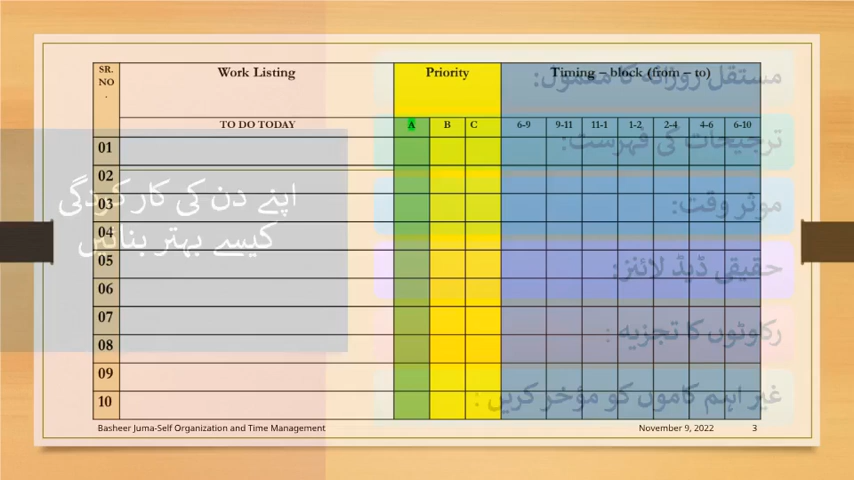 SR. NO .
Work Listing
Priority
Timing – block (from – to)
مستقل روزانہ کا معمول:
TO DO TODAY
A B C 6-9 9-11 11-1 1-2 2-4 4-6 6-10
ترجیحات کی فہرست:
01
02
اپنے دن کی کارکردگی
03
موثر وقت:
04
کیسے بہتر بنائیں
05
حقیقی ڈیڈ لائنز:
06
07
رکاوٹوں کا تجزیہ :
08
09
10
غیر اہم کاموں کو مؤخر کریں :
Basheer Juma-Self Organization and Time Management November 9, 2022 3